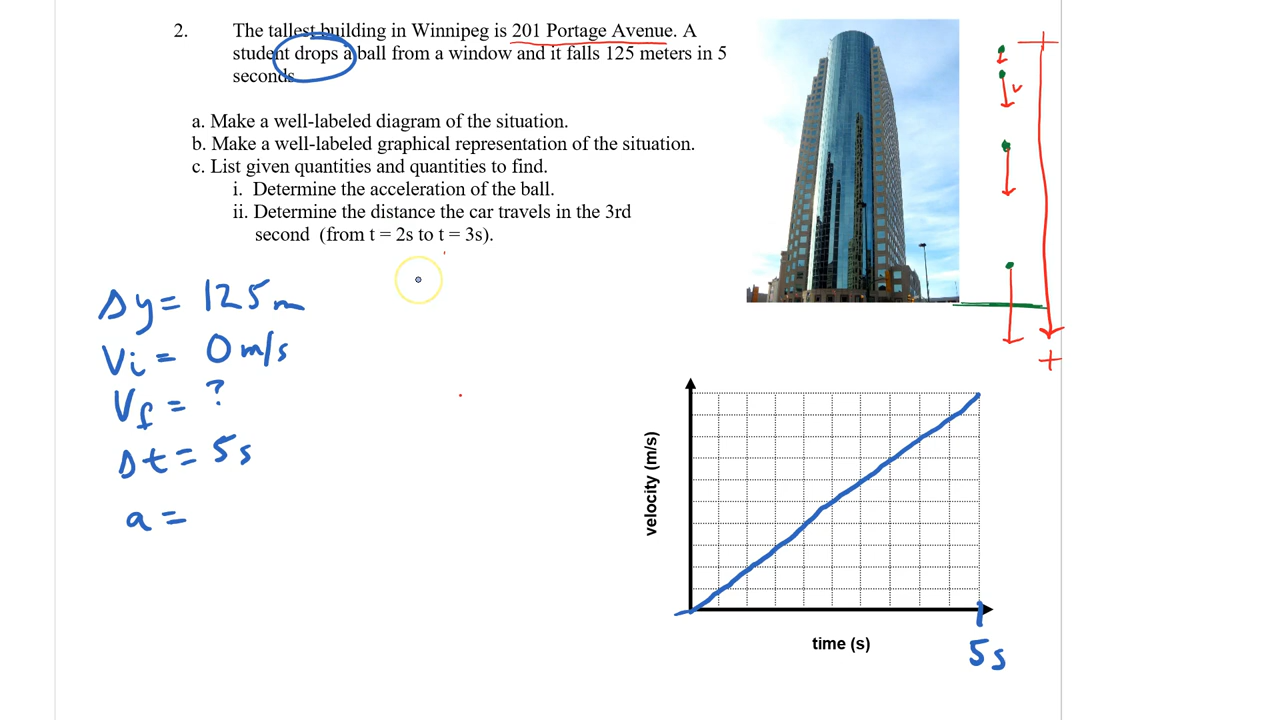 2. The tallest building in Winnipeg is 201 Portage Avenue. A
student drops a ball from a window and it falls 125 meters in 5
seconds
a. Make a well-labeled diagram of the situation.
b. Make a well-labeled graphical representation of the situation.
c. List given quantities and quantities to find.
i. Determine the acceleration of the ball.
ii. Determine the distance the car travels in the 3rd
second (from t = 2s to t = 3s).
Δy = 125 m
Vi = 0 m/s
Vf = ?
Δt = 5 s
a =
v
+
velocity (m/s)
time (s)
5s